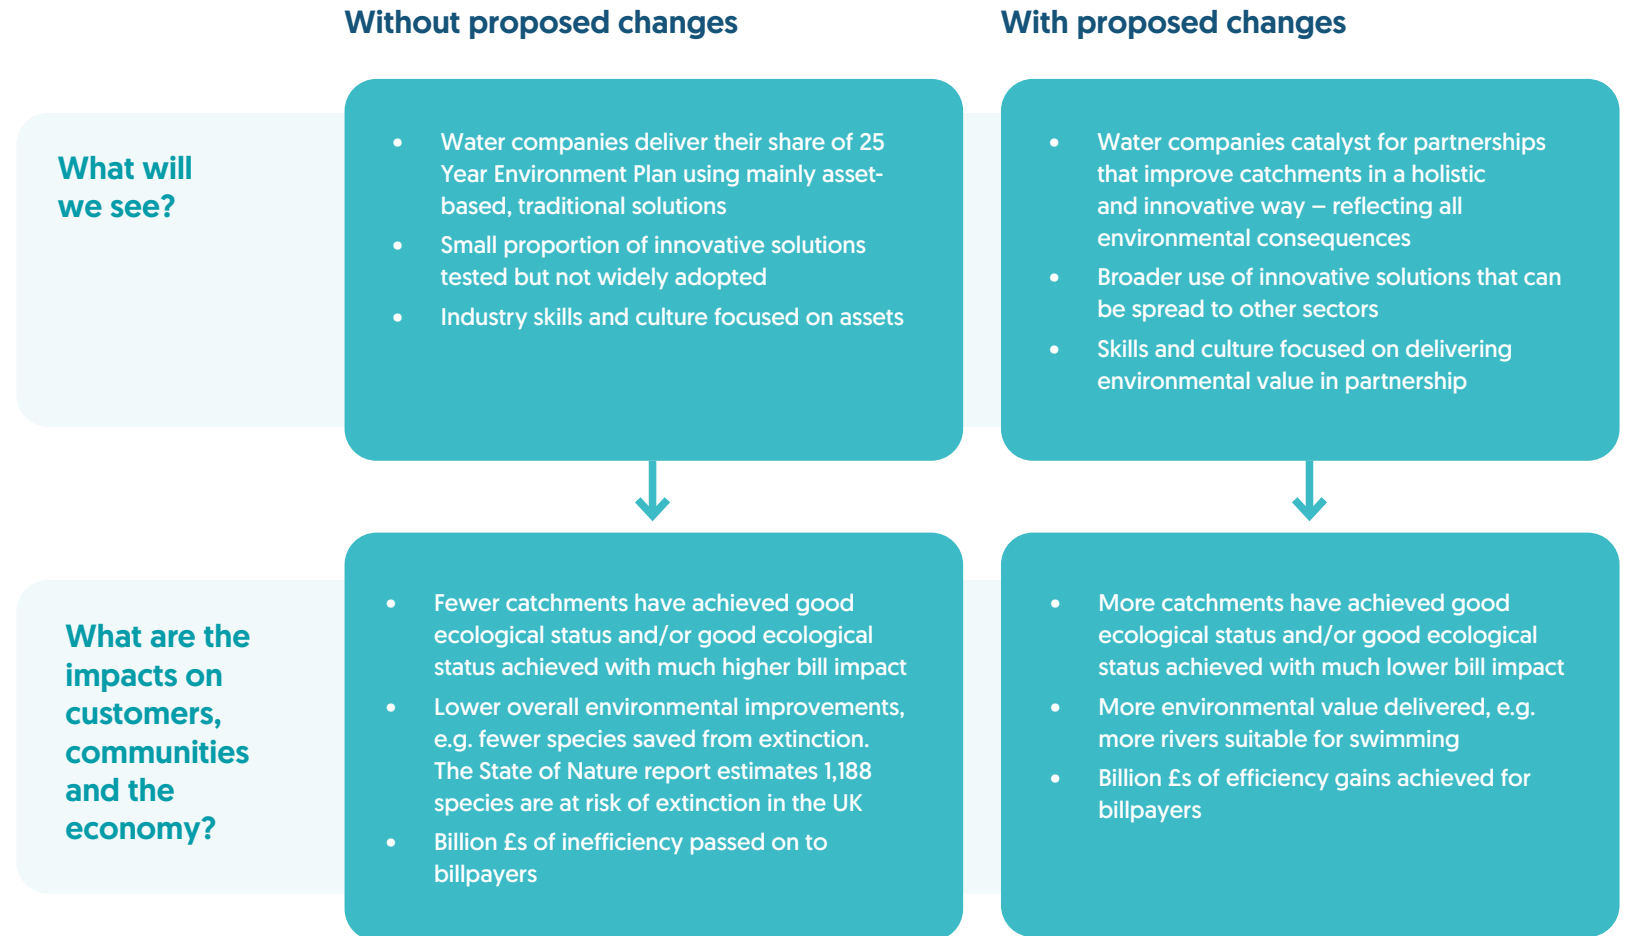 Without proposed changes
With proposed changes
What will
we see?
• Water companies deliver their share of 25
Year Environment Plan using mainly asset-
based, traditional solutions
• Small proportion of innovative solutions
tested but not widely adopted
• Industry skills and culture focused on assets
• Water companies catalyst for partnerships
that improve catchments in a holistic
and innovative way – reflecting all
environmental consequences
• Broader use of innovative solutions that can
be spread to other sectors
• Skills and culture focused on delivering
environmental value in partnership
What are the
impacts on
customers,
communities
and the
economy?
• Fewer catchments have achieved good
ecological status and/or good ecological
status achieved with much higher bill impact
• Lower overall environmental improvements,
e.g. fewer species saved from extinction.
The State of Nature report estimates 1,188
species are at risk of extinction in the UK
• Billion £s of inefficiency passed on to
billpayers
• More catchments have achieved good
ecological status and/or good ecological
status achieved with much lower bill impact
• More environmental value delivered, e.g.
more rivers suitable for swimming
• Billion £s of efficiency gains achieved for
billpayers